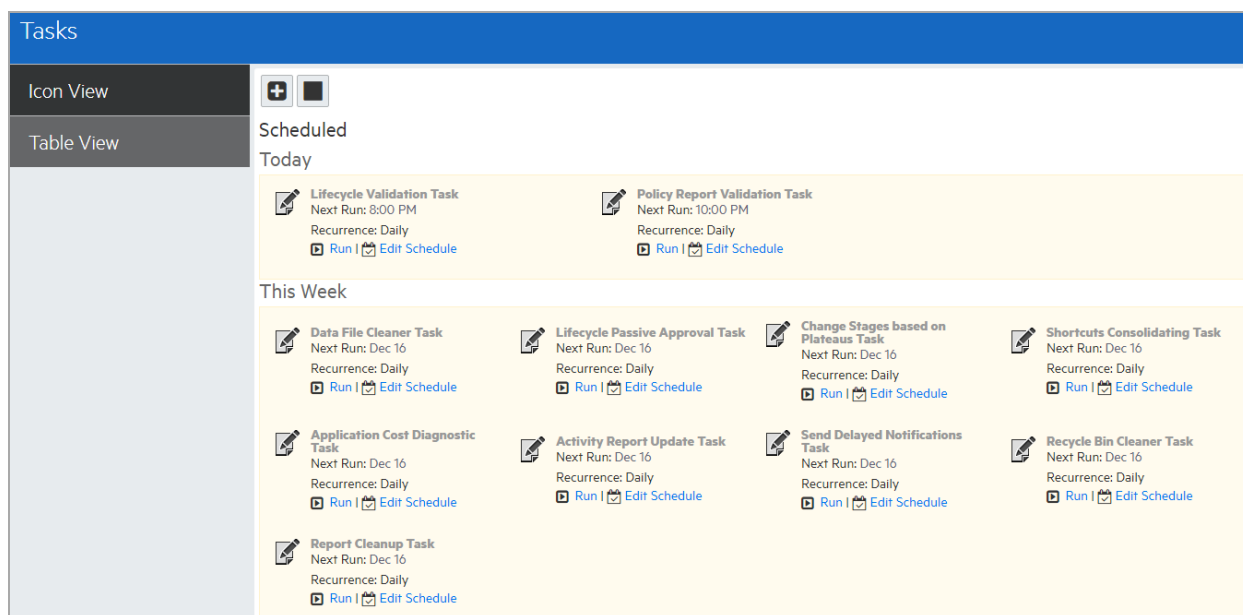 Tasks
Icon View
Table View
Scheduled
Today
Lifecycle Validation Task
Next Run: 8:00 PM
Recurrence: Daily
Run | Edit Schedule
Policy Report Validation Task
Next Run: 10:00 PM
Recurrence: Daily
Run | Edit Schedule
This Week
Data File Cleaner Task
Next Run: Dec 16
Recurrence: Daily
Run | Edit Schedule
Lifecycle Passive Approval Task
Next Run: Dec 16
Recurrence: Daily
Run | Edit Schedule
Change Stages based on
Plateaus Task
Next Run: Dec 16
Recurrence: Daily
Run | Edit Schedule
Shortcuts Consolidating Task
Next Run: Dec 16
Recurrence: Daily
Run | Edit Schedule
Application Cost Diagnostic
Task
Next Run: Dec 16
Recurrence: Daily
Run | Edit Schedule
Activity Report Update Task
Next Run: Dec 16
Recurrence: Daily
Run | Edit Schedule
Send Delayed Notifications
Task
Next Run: Dec 16
Recurrence: Daily
Run | Edit Schedule
Recycle Bin Cleaner Task
Next Run: Dec 16
Recurrence: Daily
Run | Edit Schedule
Report Cleanup Task
Next Run: Dec 16
Recurrence: Daily
Run | Edit Schedule